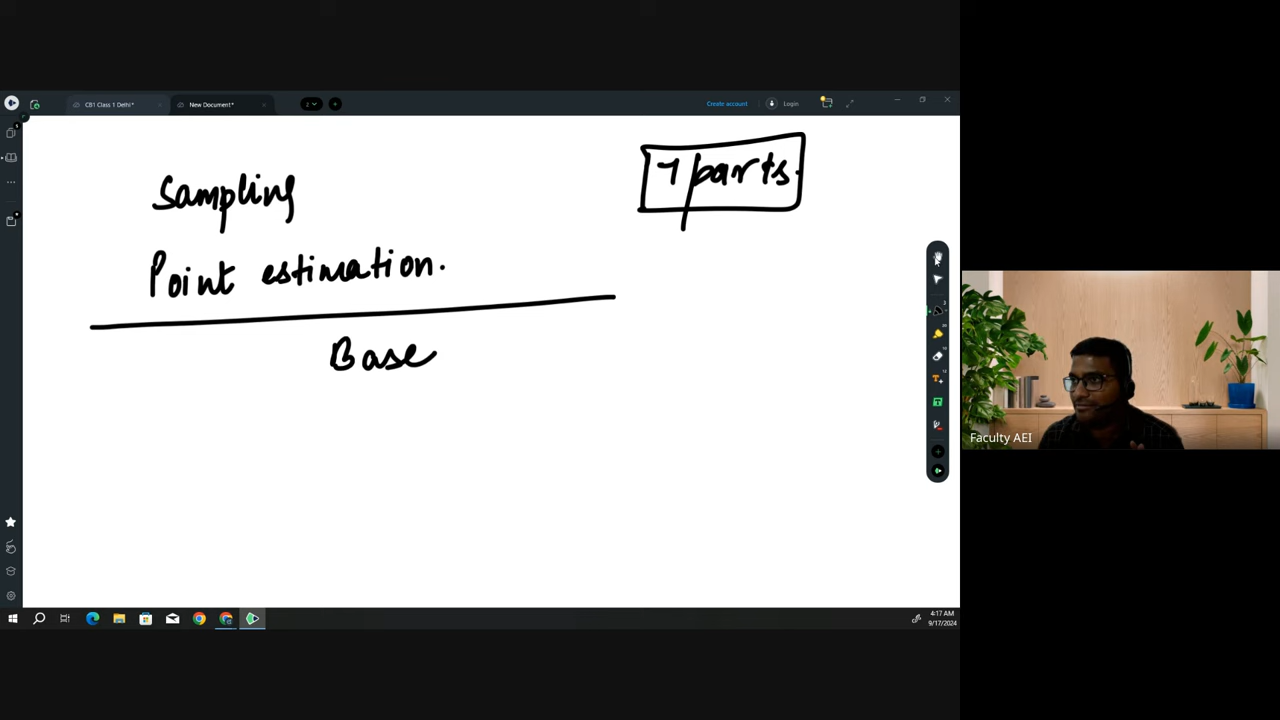 CB1 Class 1 Delhi*
New Document*
2
Create account
Login
Sampling
7 parts.
Point estimation.
Base
Faculty AEI
4:17 AM
9/17/2024